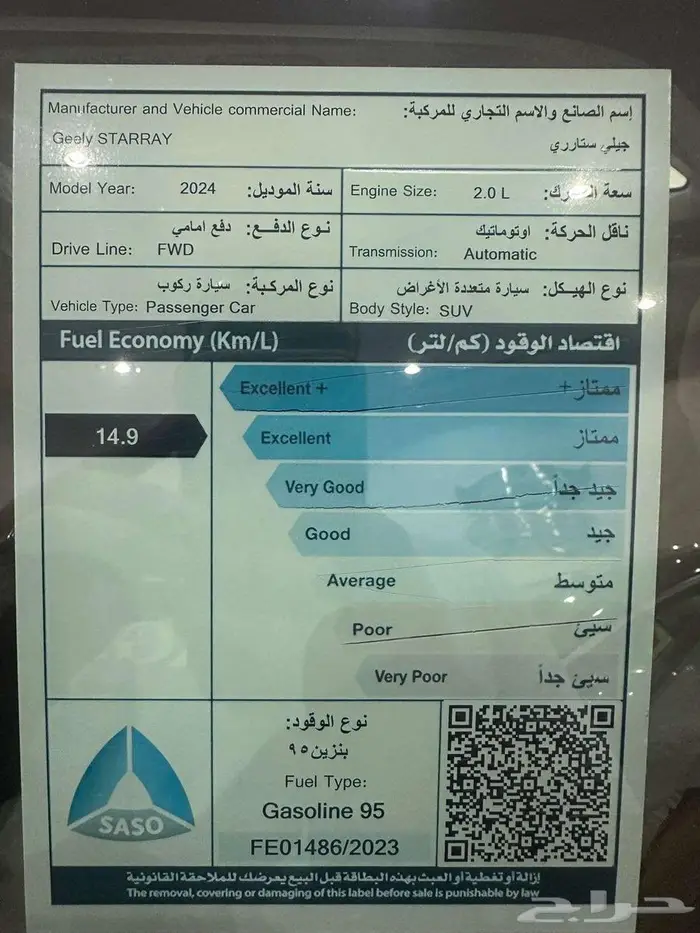 Manufacturer and Vehicle commercial Name: إسم الصانع والاسم التجاري للمركبة:
Geely STARRAY جيلي ستارري
Model Year: 2024 سنة الموديل:
Engine Size: 2.0 L سعة المحرك:
نوع الدفـــع: دفع امامي
Drive Line: FWD
ناقل الحركة: اوتوماتيك
Transmission: Automatic
نوع المركـبة: سيارة ركوب
Vehicle Type: Passenger Car
نوع الهيـكل: سيارة متعددة الأغراض
Body Style: SUV
Fuel Economy (Km/L) اقتصاد الوقود (كم/لتر)
Excellent + ممتاز +
14.9
Excellent ممتاز
Very Good جيد جداً
Good جيد
Average متوسط
Poor سيئ
Very Poor سيئ جداً
SASO
نوع الوقود:
بنزين ٩٥
Fuel Type:
Gasoline 95
FE01486/2023
إزالة أو تغطية أو العبث بهذه البطاقة قبل البيع يعرضك للملاحقة القانونية
The removal, covering or damaging of this label before sale is punishable by law
حراج